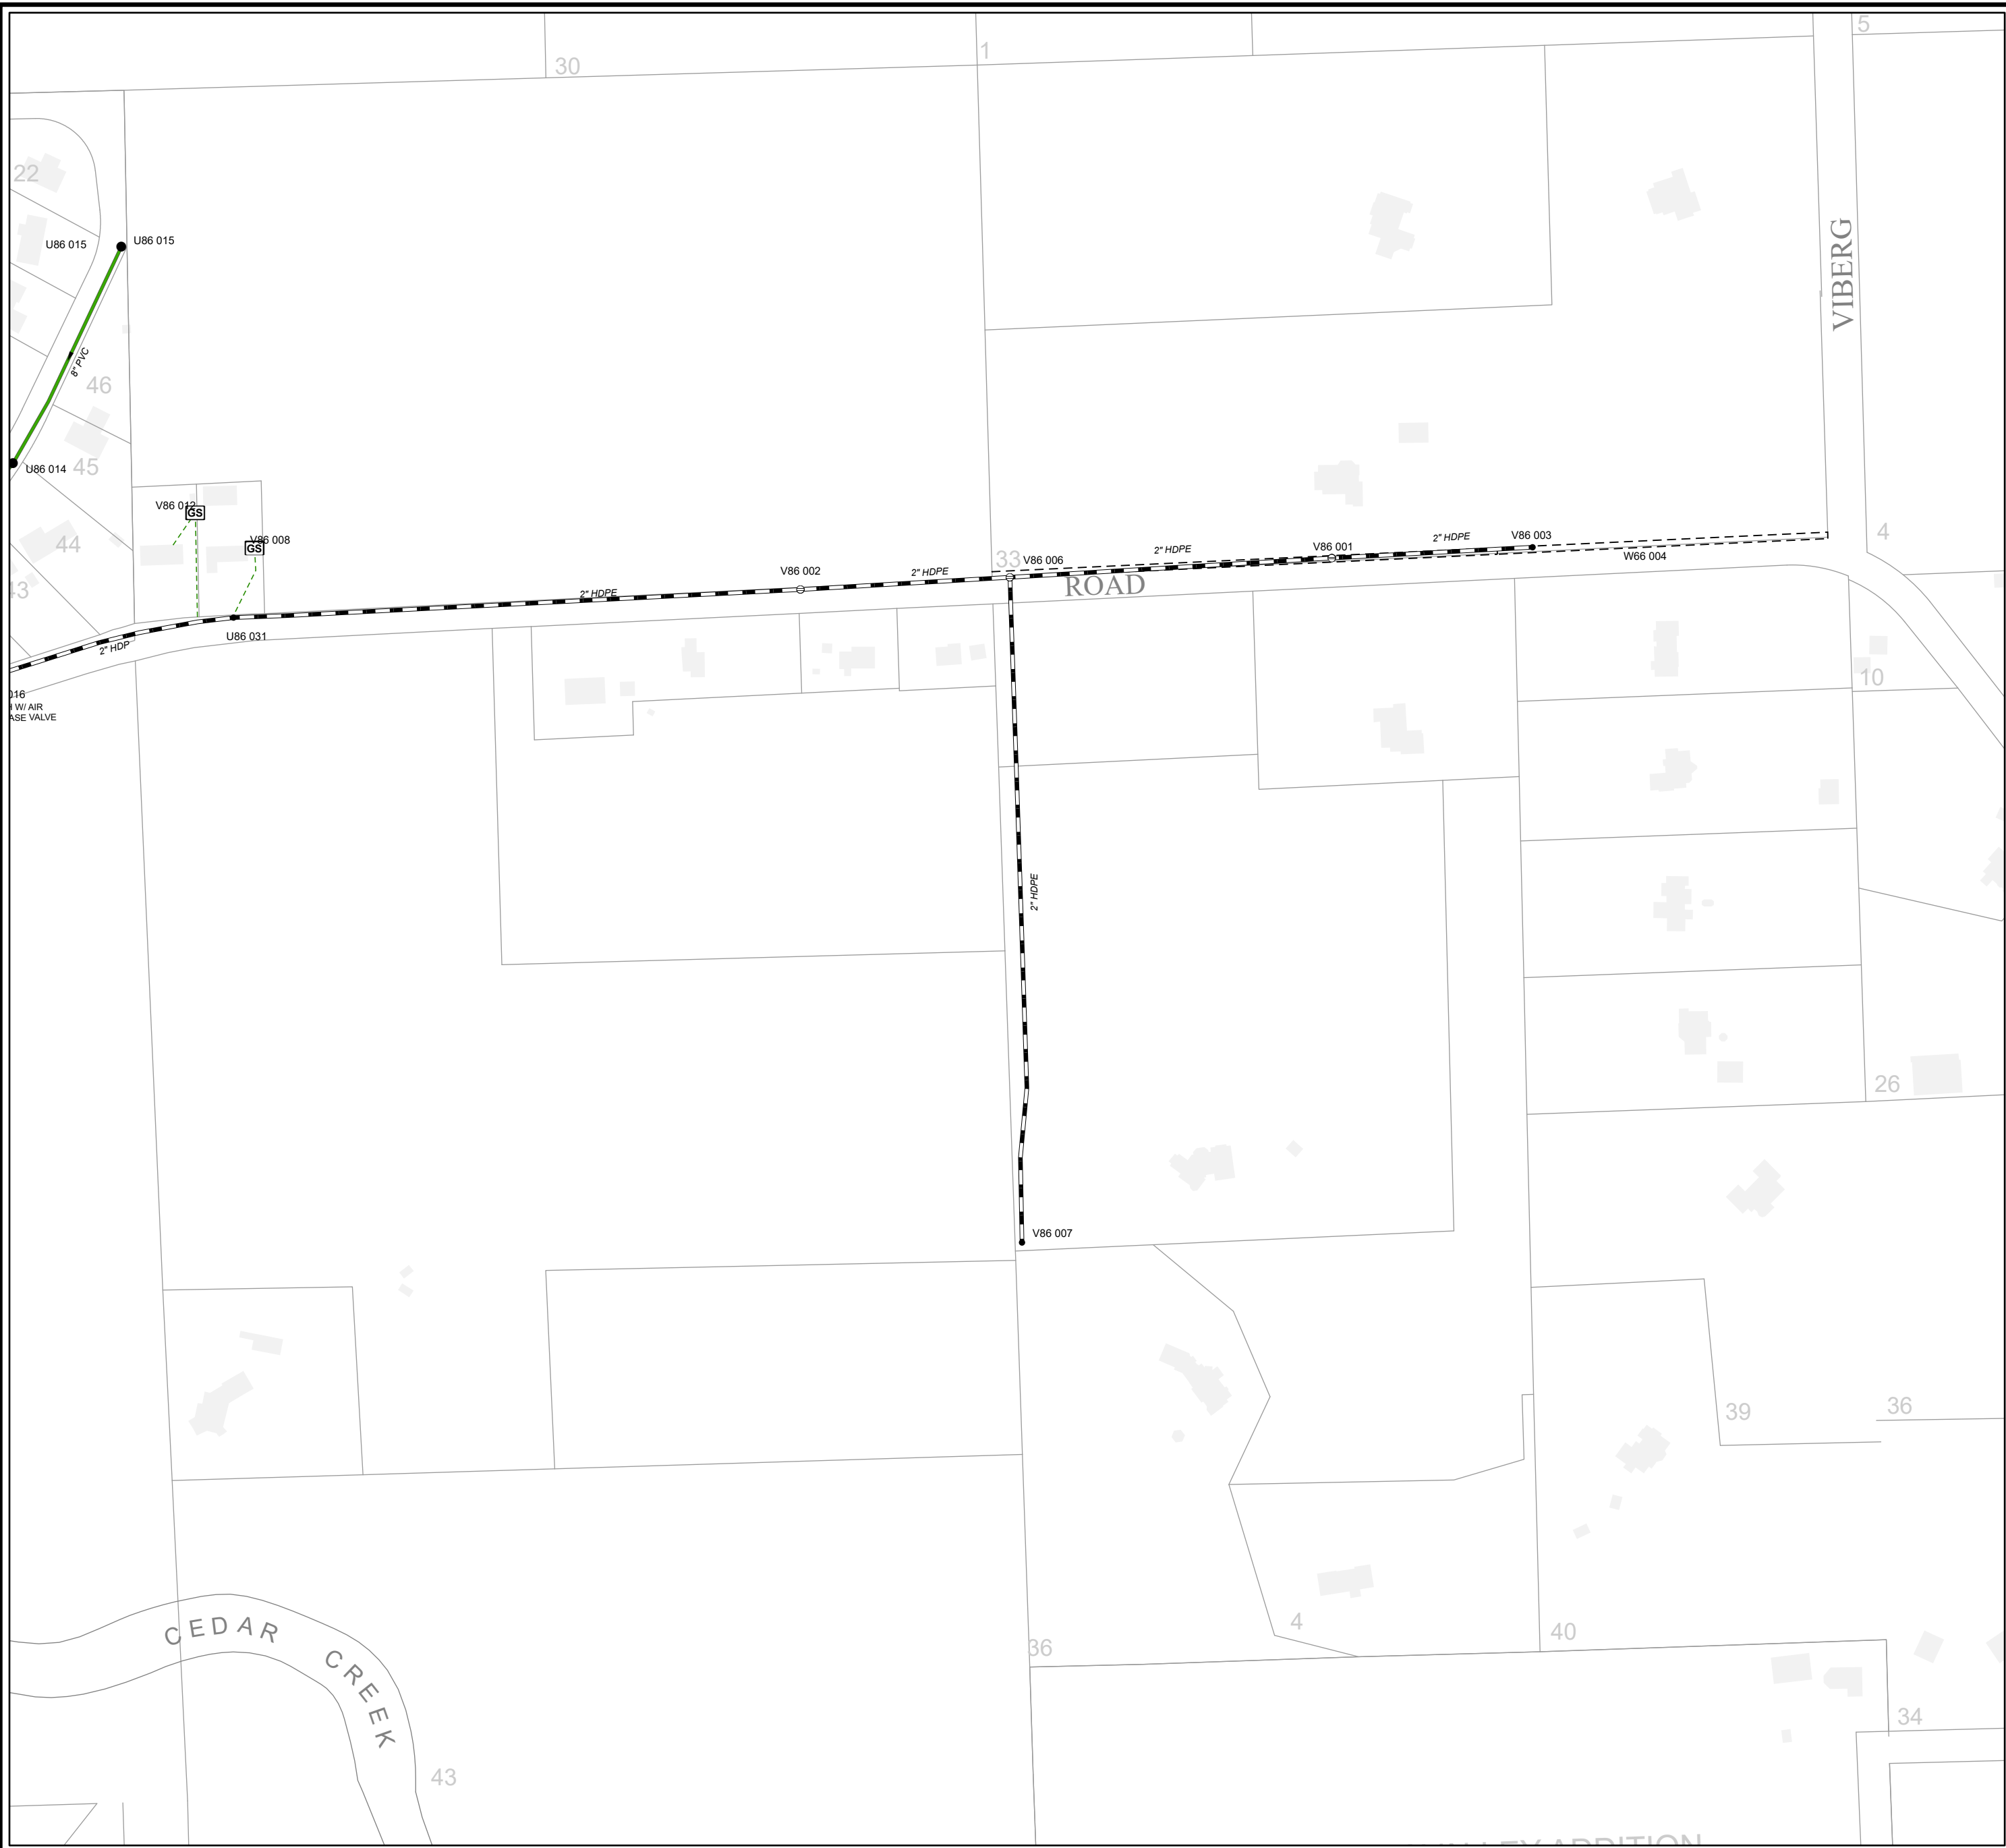 5
30
1
22
VIBERG
U86 015
U86 015
8" PVC
46
U86 014
45
V86 012
GS
V86 008
GS
44
43
33
V86 006
2" HDPE
V86 001
2" HDPE
V86 003
W66 004
4
V86 002
2" HDPE
ROAD
2" HDPE
U86 031
2" HDP
016
W/ AIR
ASE VALVE
10
2" HDPE
26
V86 007
39
36
4
40
36
CEDAR CREEK
34
43
ADDITION